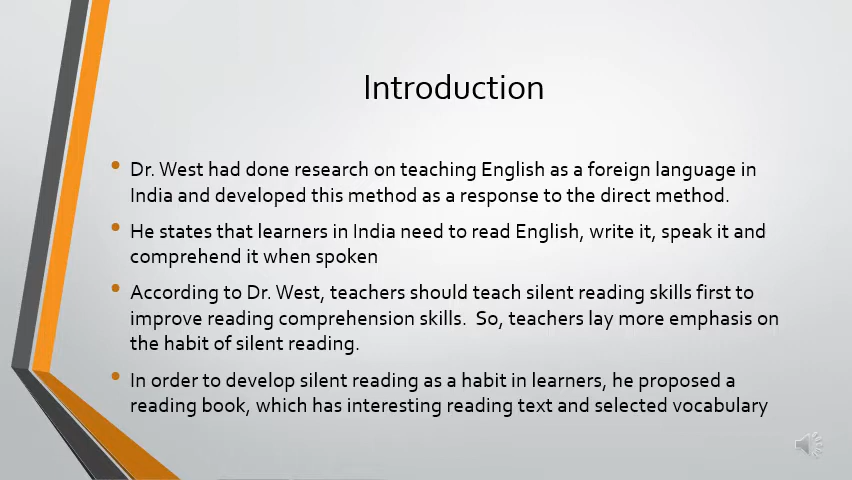 Introduction
• Dr. West had done research on teaching English as a foreign language in
India and developed this method as a response to the direct method.
• He states that learners in India need to read English, write it, speak it and
comprehend it when spoken
• According to Dr. West, teachers should teach silent reading skills first to
improve reading comprehension skills.  So, teachers lay more emphasis on
the habit of silent reading.
• In order to develop silent reading as a habit in learners, he proposed a
reading book, which has interesting reading text and selected vocabulary